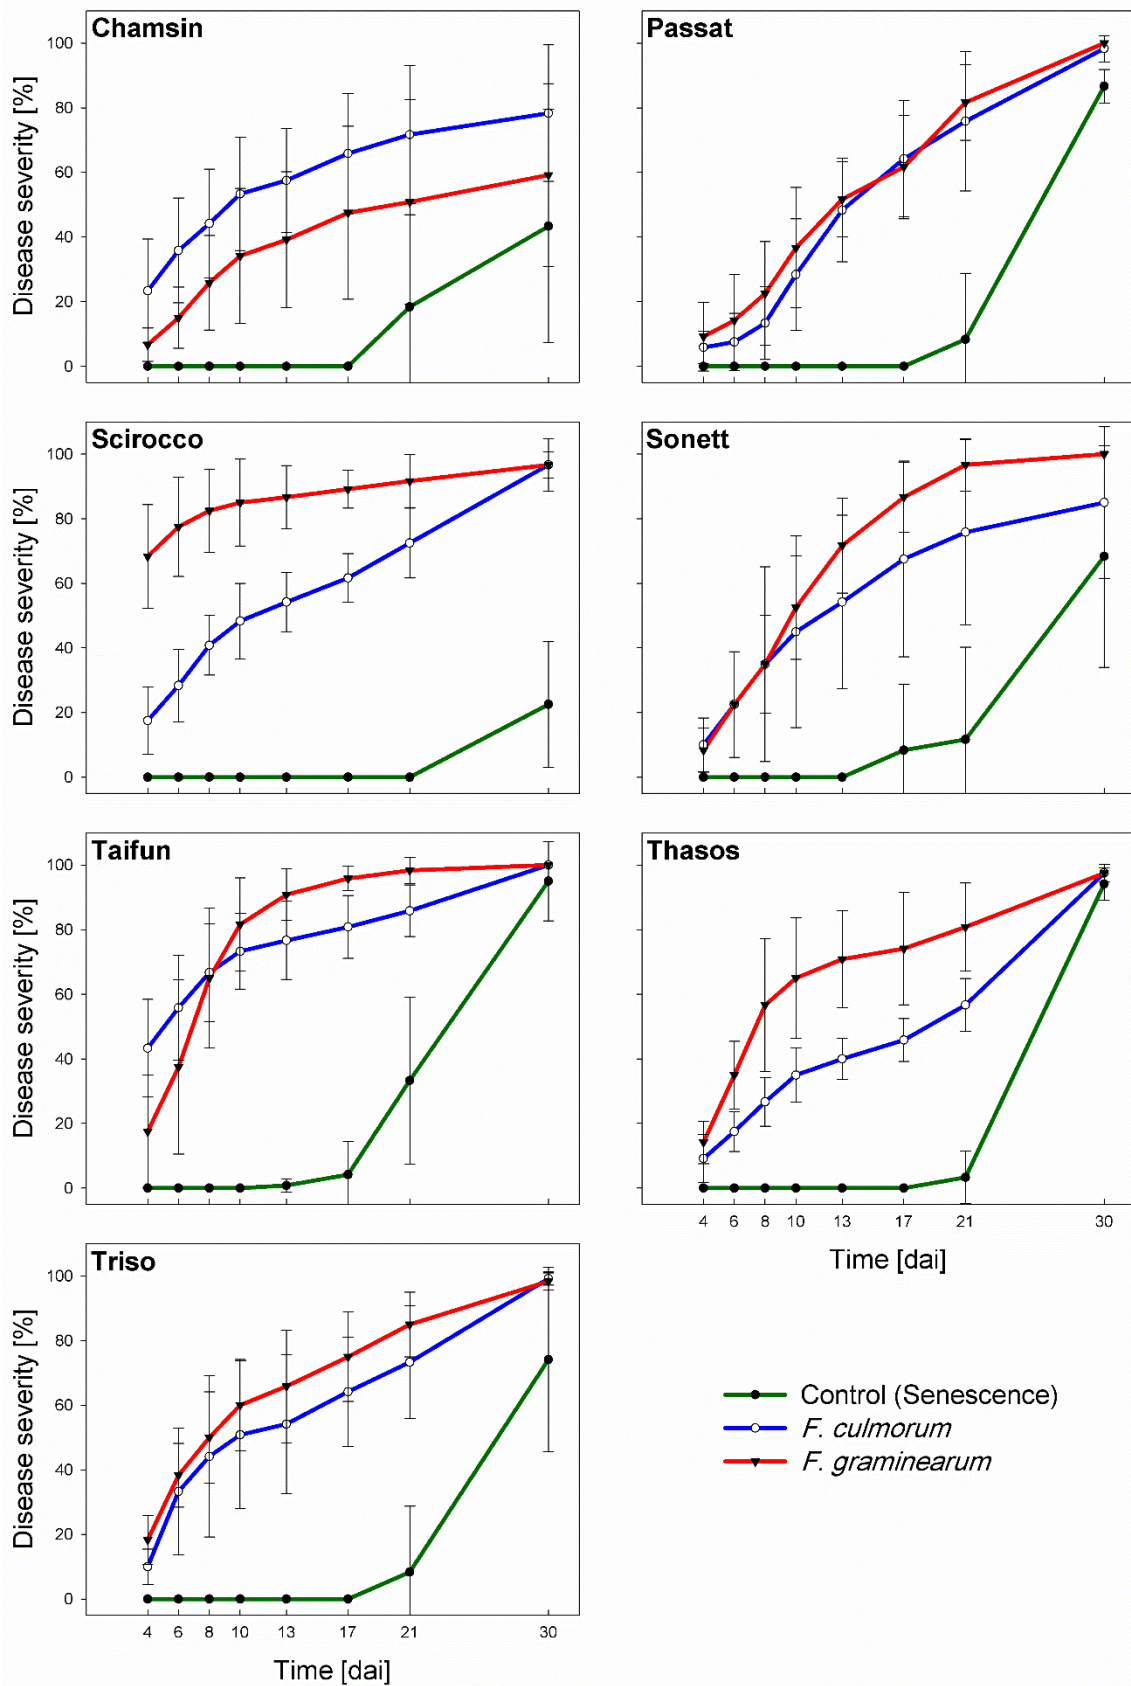 Chamsin
Disease severity [%]
100
80
60
40
20
0
Passat
Scirocco
Disease severity [%]
100
80
60
40
20
0
Sonett
Taifun
Disease severity [%]
100
80
60
40
20
0
Thasos
4 6 8 10 13 17 21 30
Time [dai]
Triso
Disease severity [%]
100
80
60
40
20
0
4 6 8 10 13 17 21 30
Time [dai]
Control (Senescence)
F. culmorum
F. graminearum